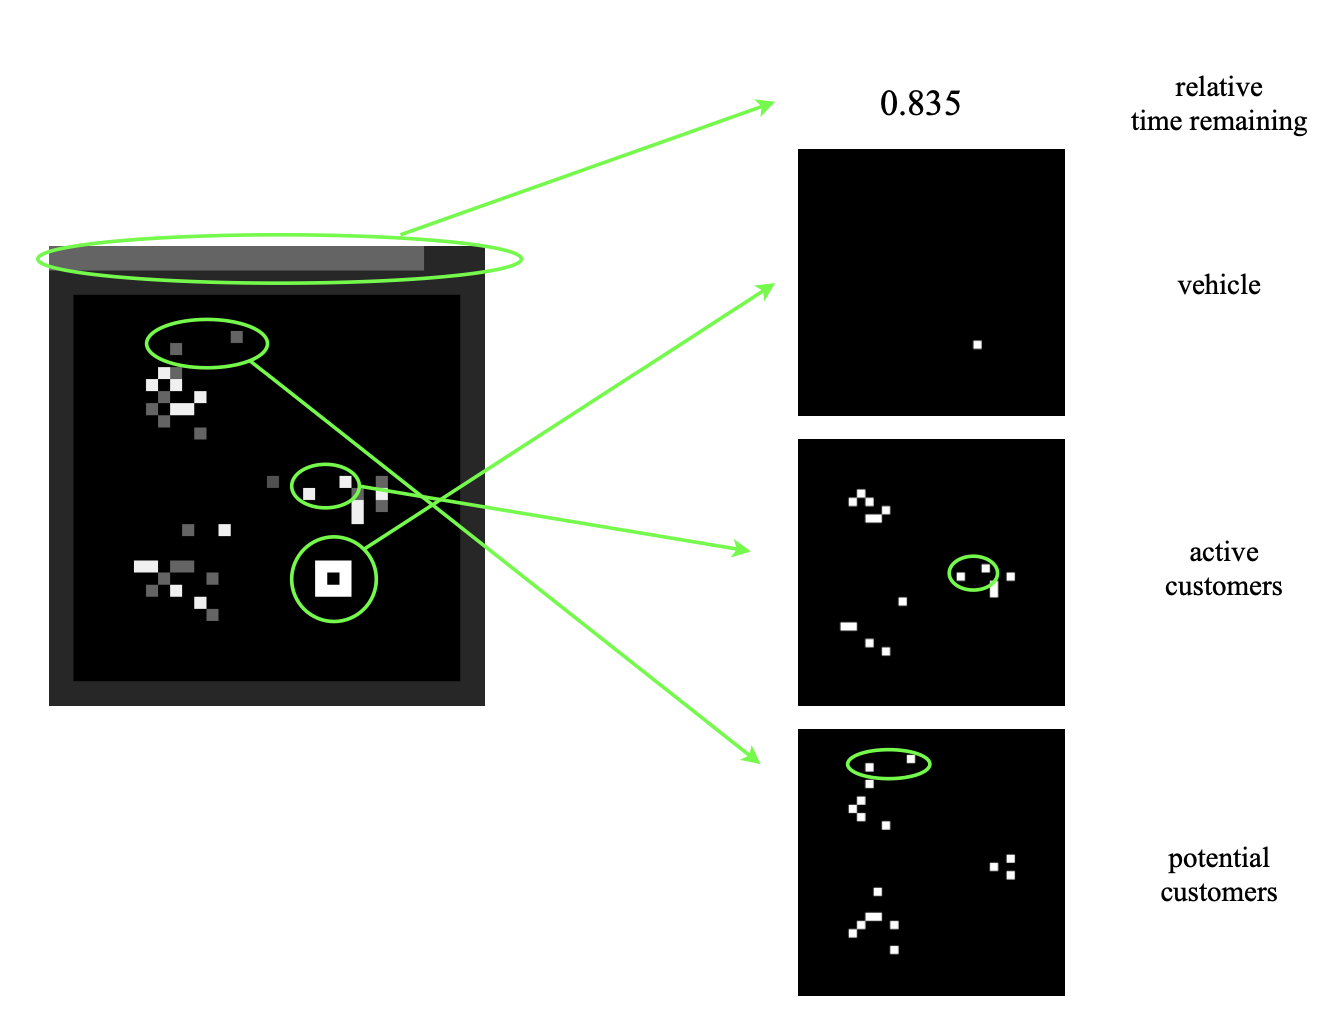 0.835
relative
time remaining
vehicle
active
customers
potential
customers